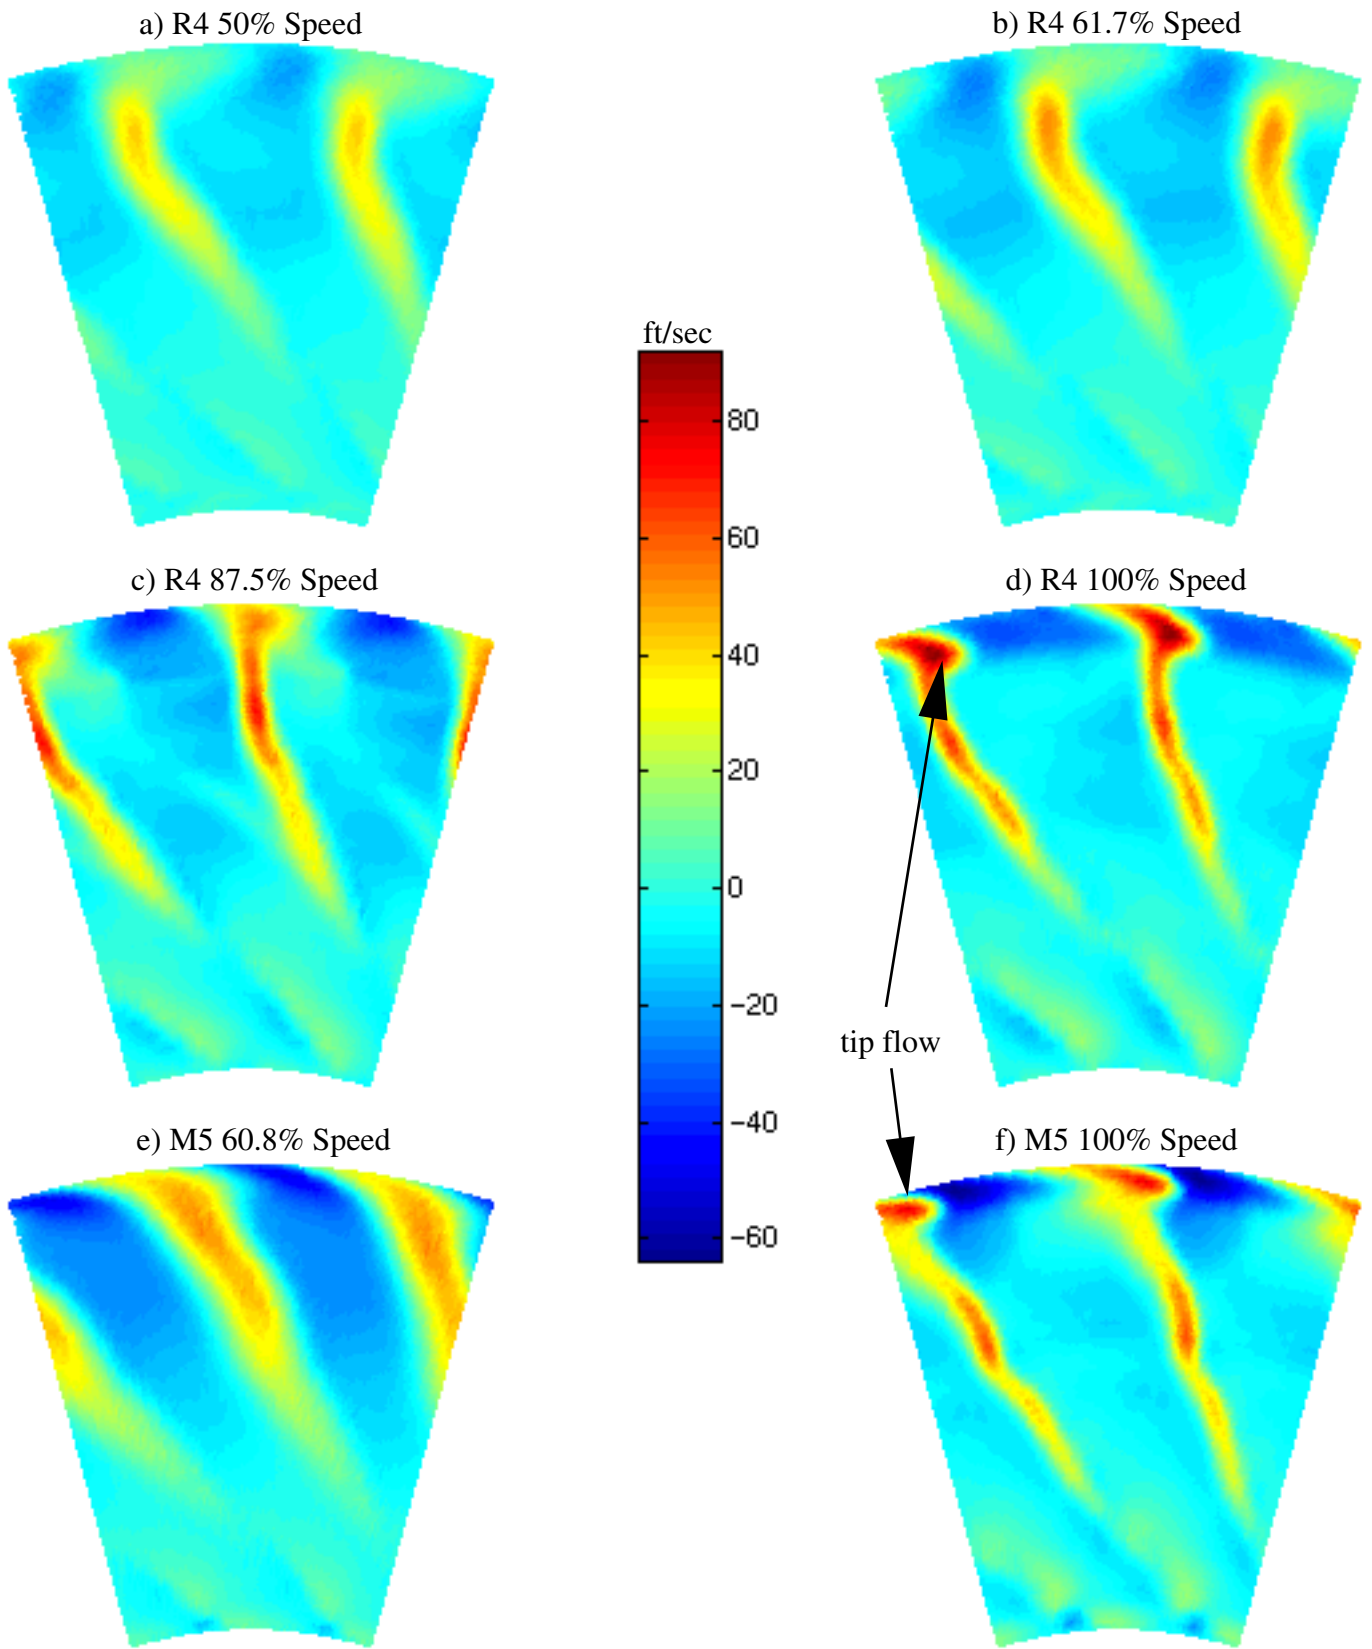 a) R4 50% Speed
b) R4 61.7% Speed
ft/sec
80
60
40
20
0
−20
−40
−60
c) R4 87.5% Speed
d) R4 100% Speed
tip flow
e) M5 60.8% Speed
f) M5 100% Speed